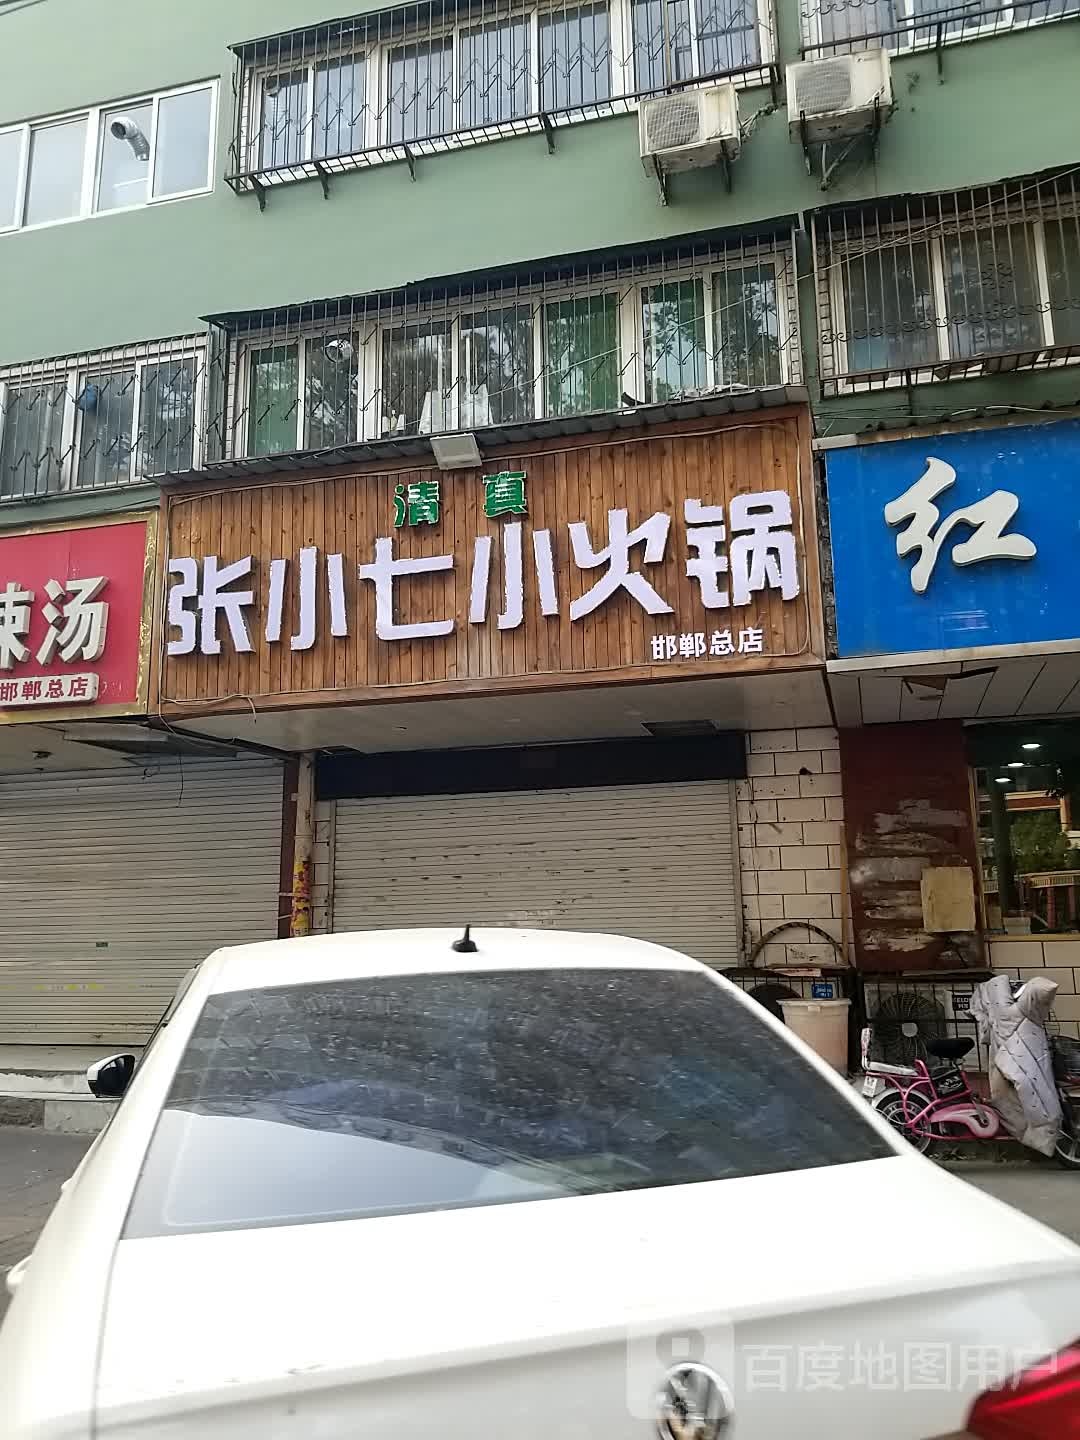 清真
张小七小火锅
邯郸总店
辣汤
邯郸总店
红
百度地图用户